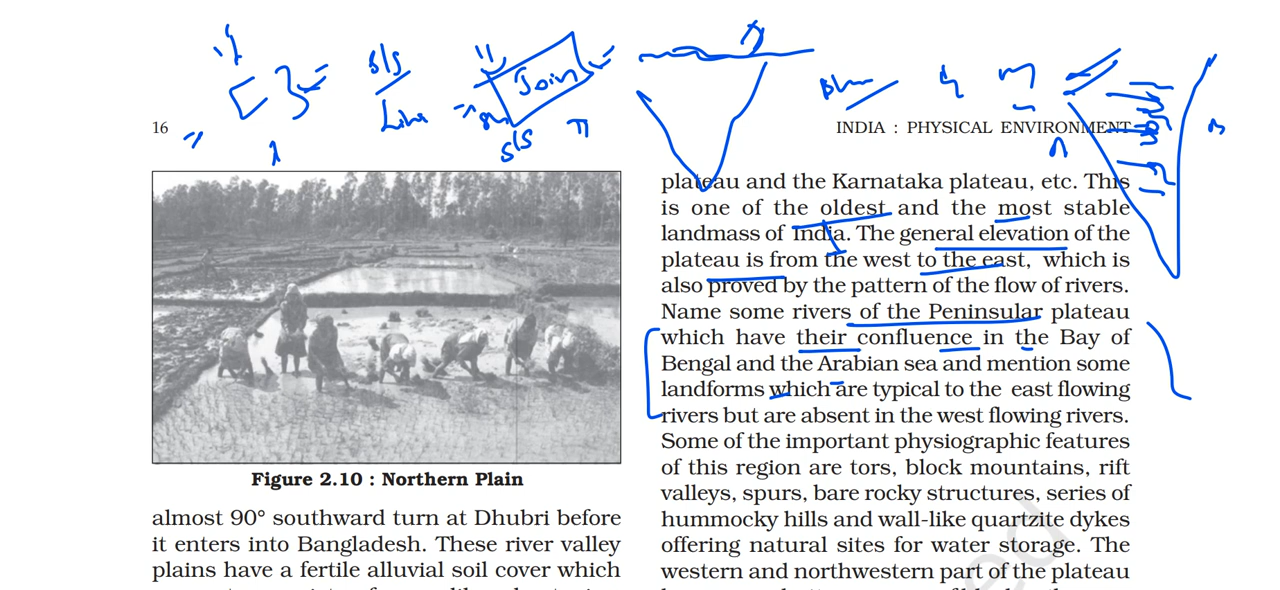 16
INDIA : PHYSICAL ENVIRONMENT
Join
Figure 2.10 : Northern Plain
almost 90° southward turn at Dhubri before
it enters into Bangladesh. These river valley
plains have a fertile alluvial soil cover which
plateau and the Karnataka plateau, etc. This
is one of the oldest and the most stable
landmass of India. The general elevation of the
plateau is from the west to the east, which is
also proved by the pattern of the flow of rivers.
Name some rivers of the Peninsular plateau
which have their confluence in the Bay of
Bengal and the Arabian sea and mention some
landforms which are typical to the east flowing
rivers but are absent in the west flowing rivers.
Some of the important physiographic features
of this region are tors, block mountains, rift
valleys, spurs, bare rocky structures, series of
hummocky hills and wall-like quartzite dykes
offering natural sites for water storage. The
western and northwestern part of the plateau